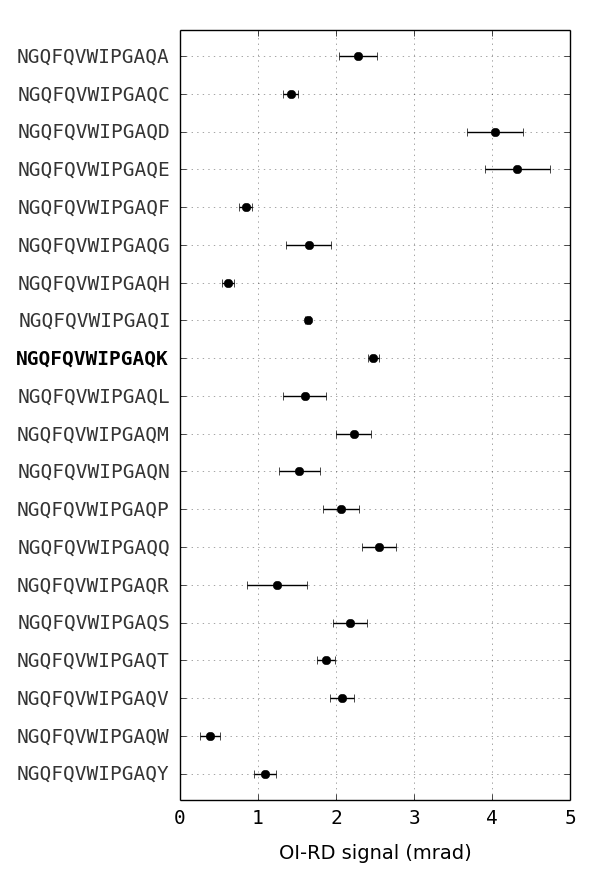 NGQFQVWIPGAQA
NGQFQVWIPGAQC
NGQFQVWIPGAQD
NGQFQVWIPGAQE
NGQFQVWIPGAQF
NGQFQVWIPGAQG
NGQFQVWIPGAQH
NGQFQVWIPGAQI
NGQFQVWIPGAQK
NGQFQVWIPGAQL
NGQFQVWIPGAQM
NGQFQVWIPGAQN
NGQFQVWIPGAQP
NGQFQVWIPGAQQ
NGQFQVWIPGAQR
NGQFQVWIPGAQS
NGQFQVWIPGAQT
NGQFQVWIPGAQV
NGQFQVWIPGAQW
NGQFQVWIPGAQY
0 1 2 3 4 5
OI-RD signal (mrad)